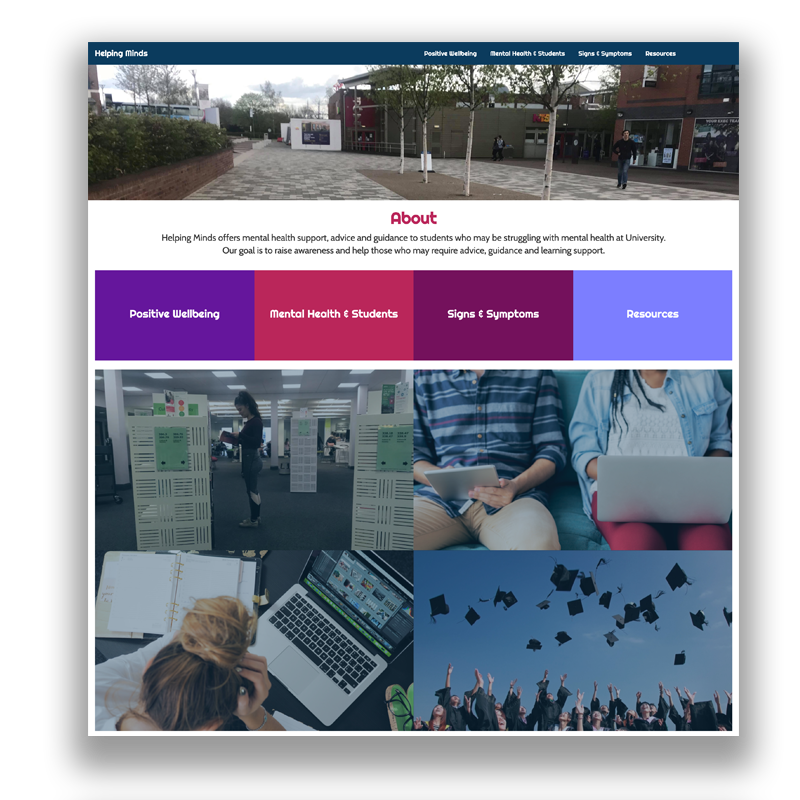 Helping Minds
Positive Wellbeing Mental Health & Students Signs & Symptoms Resources
About
Helping Minds offers mental health support, advice and guidance to students who may be struggling with mental health at University.
Our goal is to raise awareness and help those who may require advice, guidance and learning support.
Positive Wellbeing Mental Health & Students Signs & Symptoms Resources